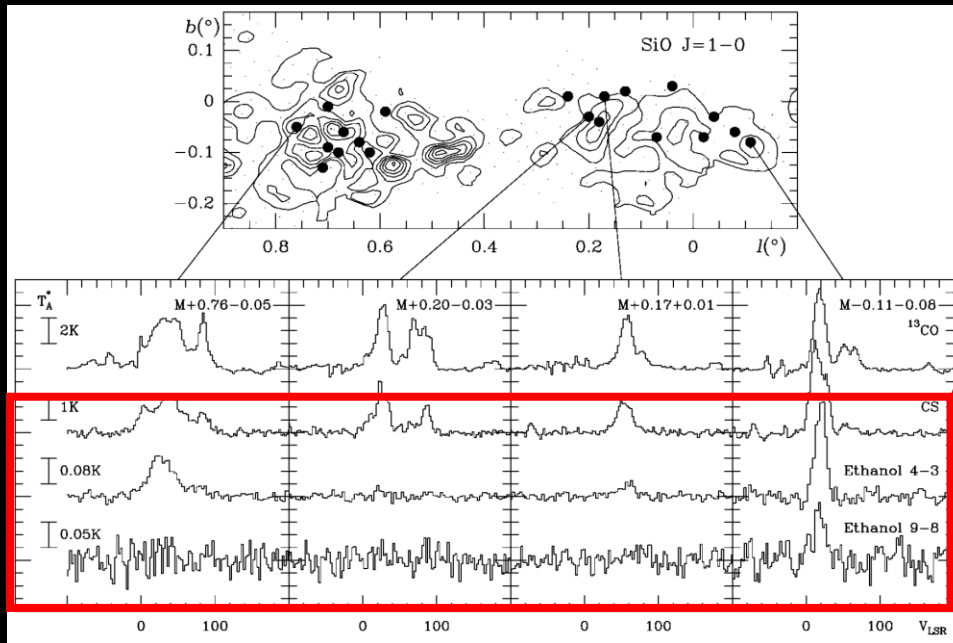 b(°)
SiO J=1−0
0.1
0
−0.1
−0.2
0.8 0.6 0.4 0.2 0 l(°)
T*A M+0.76−0.05 M+0.20−0.03 M+0.17+0.01 M−0.11−0.08
2K 13CO
1K CS
0.08K Ethanol 4−3
0.05K Ethanol 9−8
0 100 0 100 0 100 0 100 VLSR